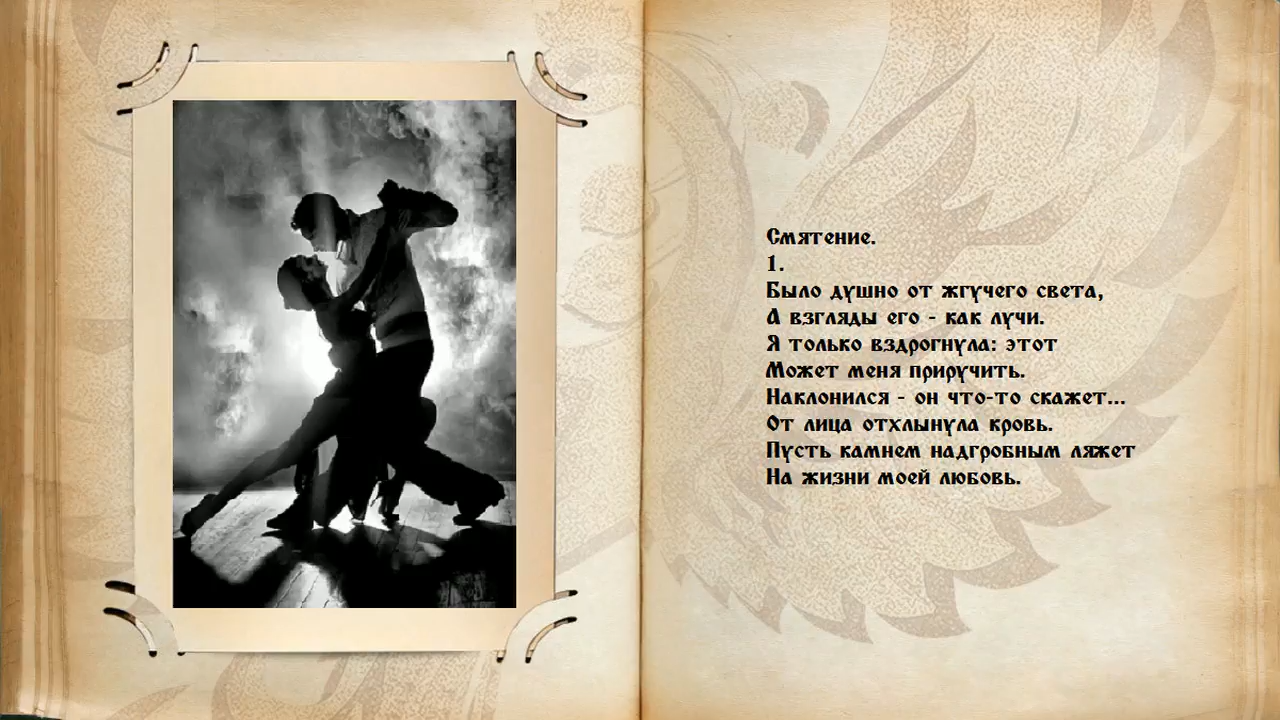 Смятение.
1.
Было душно от жгучего света,
А взгляды его - как лучи.
Я только вздрогнула: этот
Может меня приручить.
Наклонился - он что-то скажет...
От лица отхлынула кровь.
Пусть камнем надгробным ляжет
На жизни моей любовь.